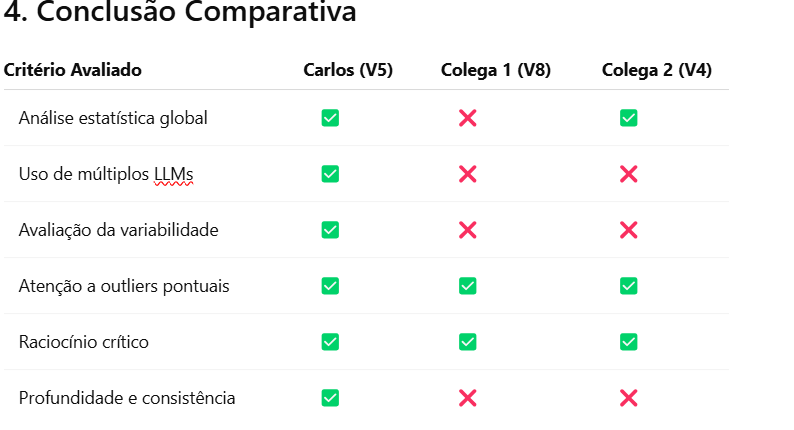 4. Conclusão Comparativa
Critério Avaliado Carlos (V5) Colega 1 (V8) Colega 2 (V4)
Análise estatística global ✅ ❌ ✅
Uso de múltiplos LLMs ✅ ❌ ❌
Avaliação da variabilidade ✅ ❌ ❌
Atenção a outliers pontuais ✅ ✅ ✅
Raciocínio crítico ✅ ✅ ✅
Profundidade e consistência ✅ ❌ ❌